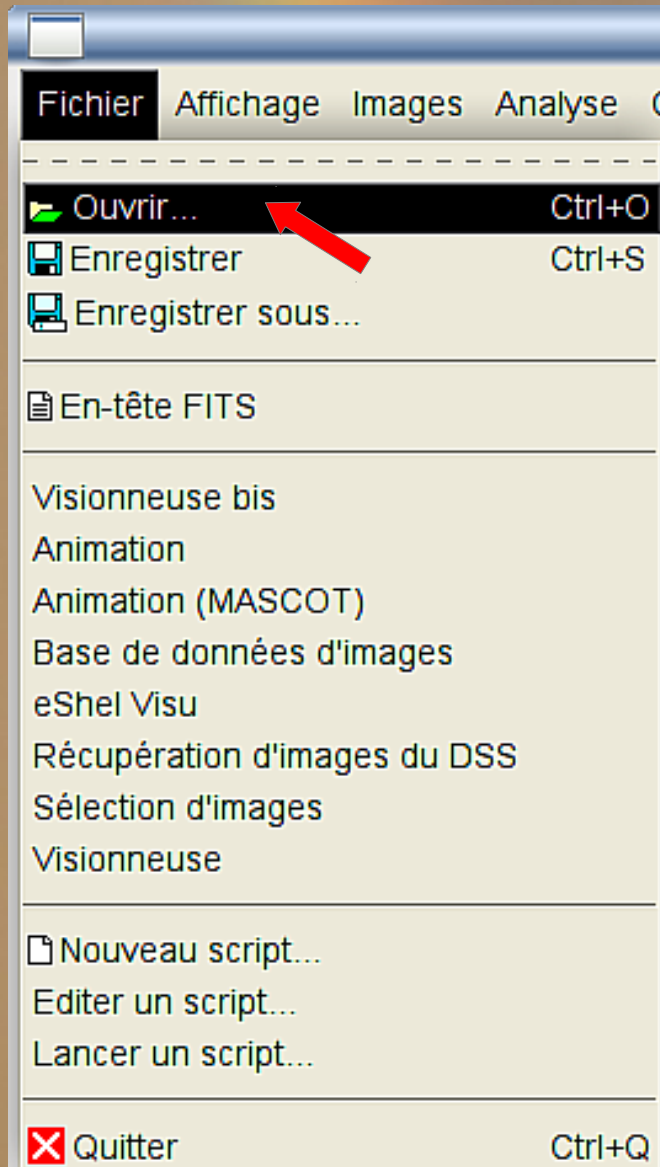 Fichier Affichage Images Analyse
Ouvrir... Ctrl+O
Enregistrer Ctrl+S
Enregistrer sous...
En-tête FITS
Visionneuse bis
Animation
Animation (MASCOT)
Base de données d'images
eShel Visu
Récupération d'images du DSS
Sélection d'images
Visionneuse
Nouveau script...
Editer un script...
Lancer un script...
Quitter Ctrl+Q